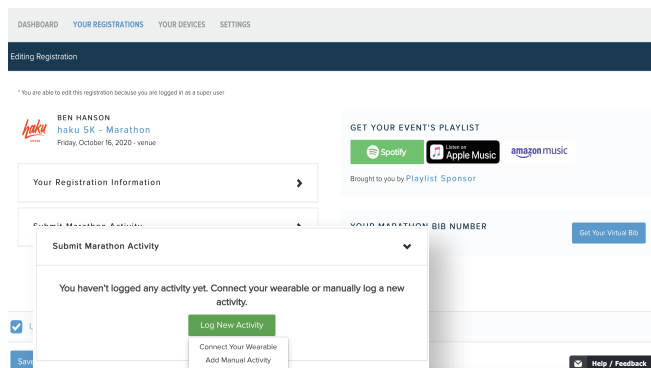 DASHBOARD YOUR REGISTRATIONS YOUR DEVICES SETTINGS
Editing Registration
* You are able to edit this registration because you are logged in as a super user
haku
BEN HANSON
haku 5K - Marathon
Friday, October 16, 2020 - venue
Your Registration Information
GET YOUR EVENT'S PLAYLIST
Spotify
Listen on
Apple Music
amazon music
Brought to you by Playlist Sponsor
Submit Marathon Activity
YOUR MARATHON BIB NUMBER
Get Your Virtual Bib
Submit Marathon Activity
You haven't logged any activity yet. Connect your wearable or manually log a new
activity.
Log New Activity
Connect Your Wearable
Add Manual Activity
Save
Help / Feedback